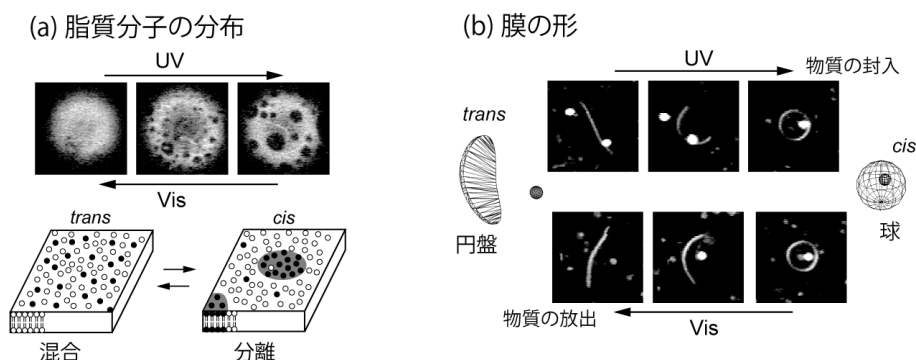 (a) 脂質分子の分布
UV
Vis
trans
cis
混合
分離
(b) 膜の形
UV
物質の封入
trans
cis
円盤
球
物質の放出
Vis